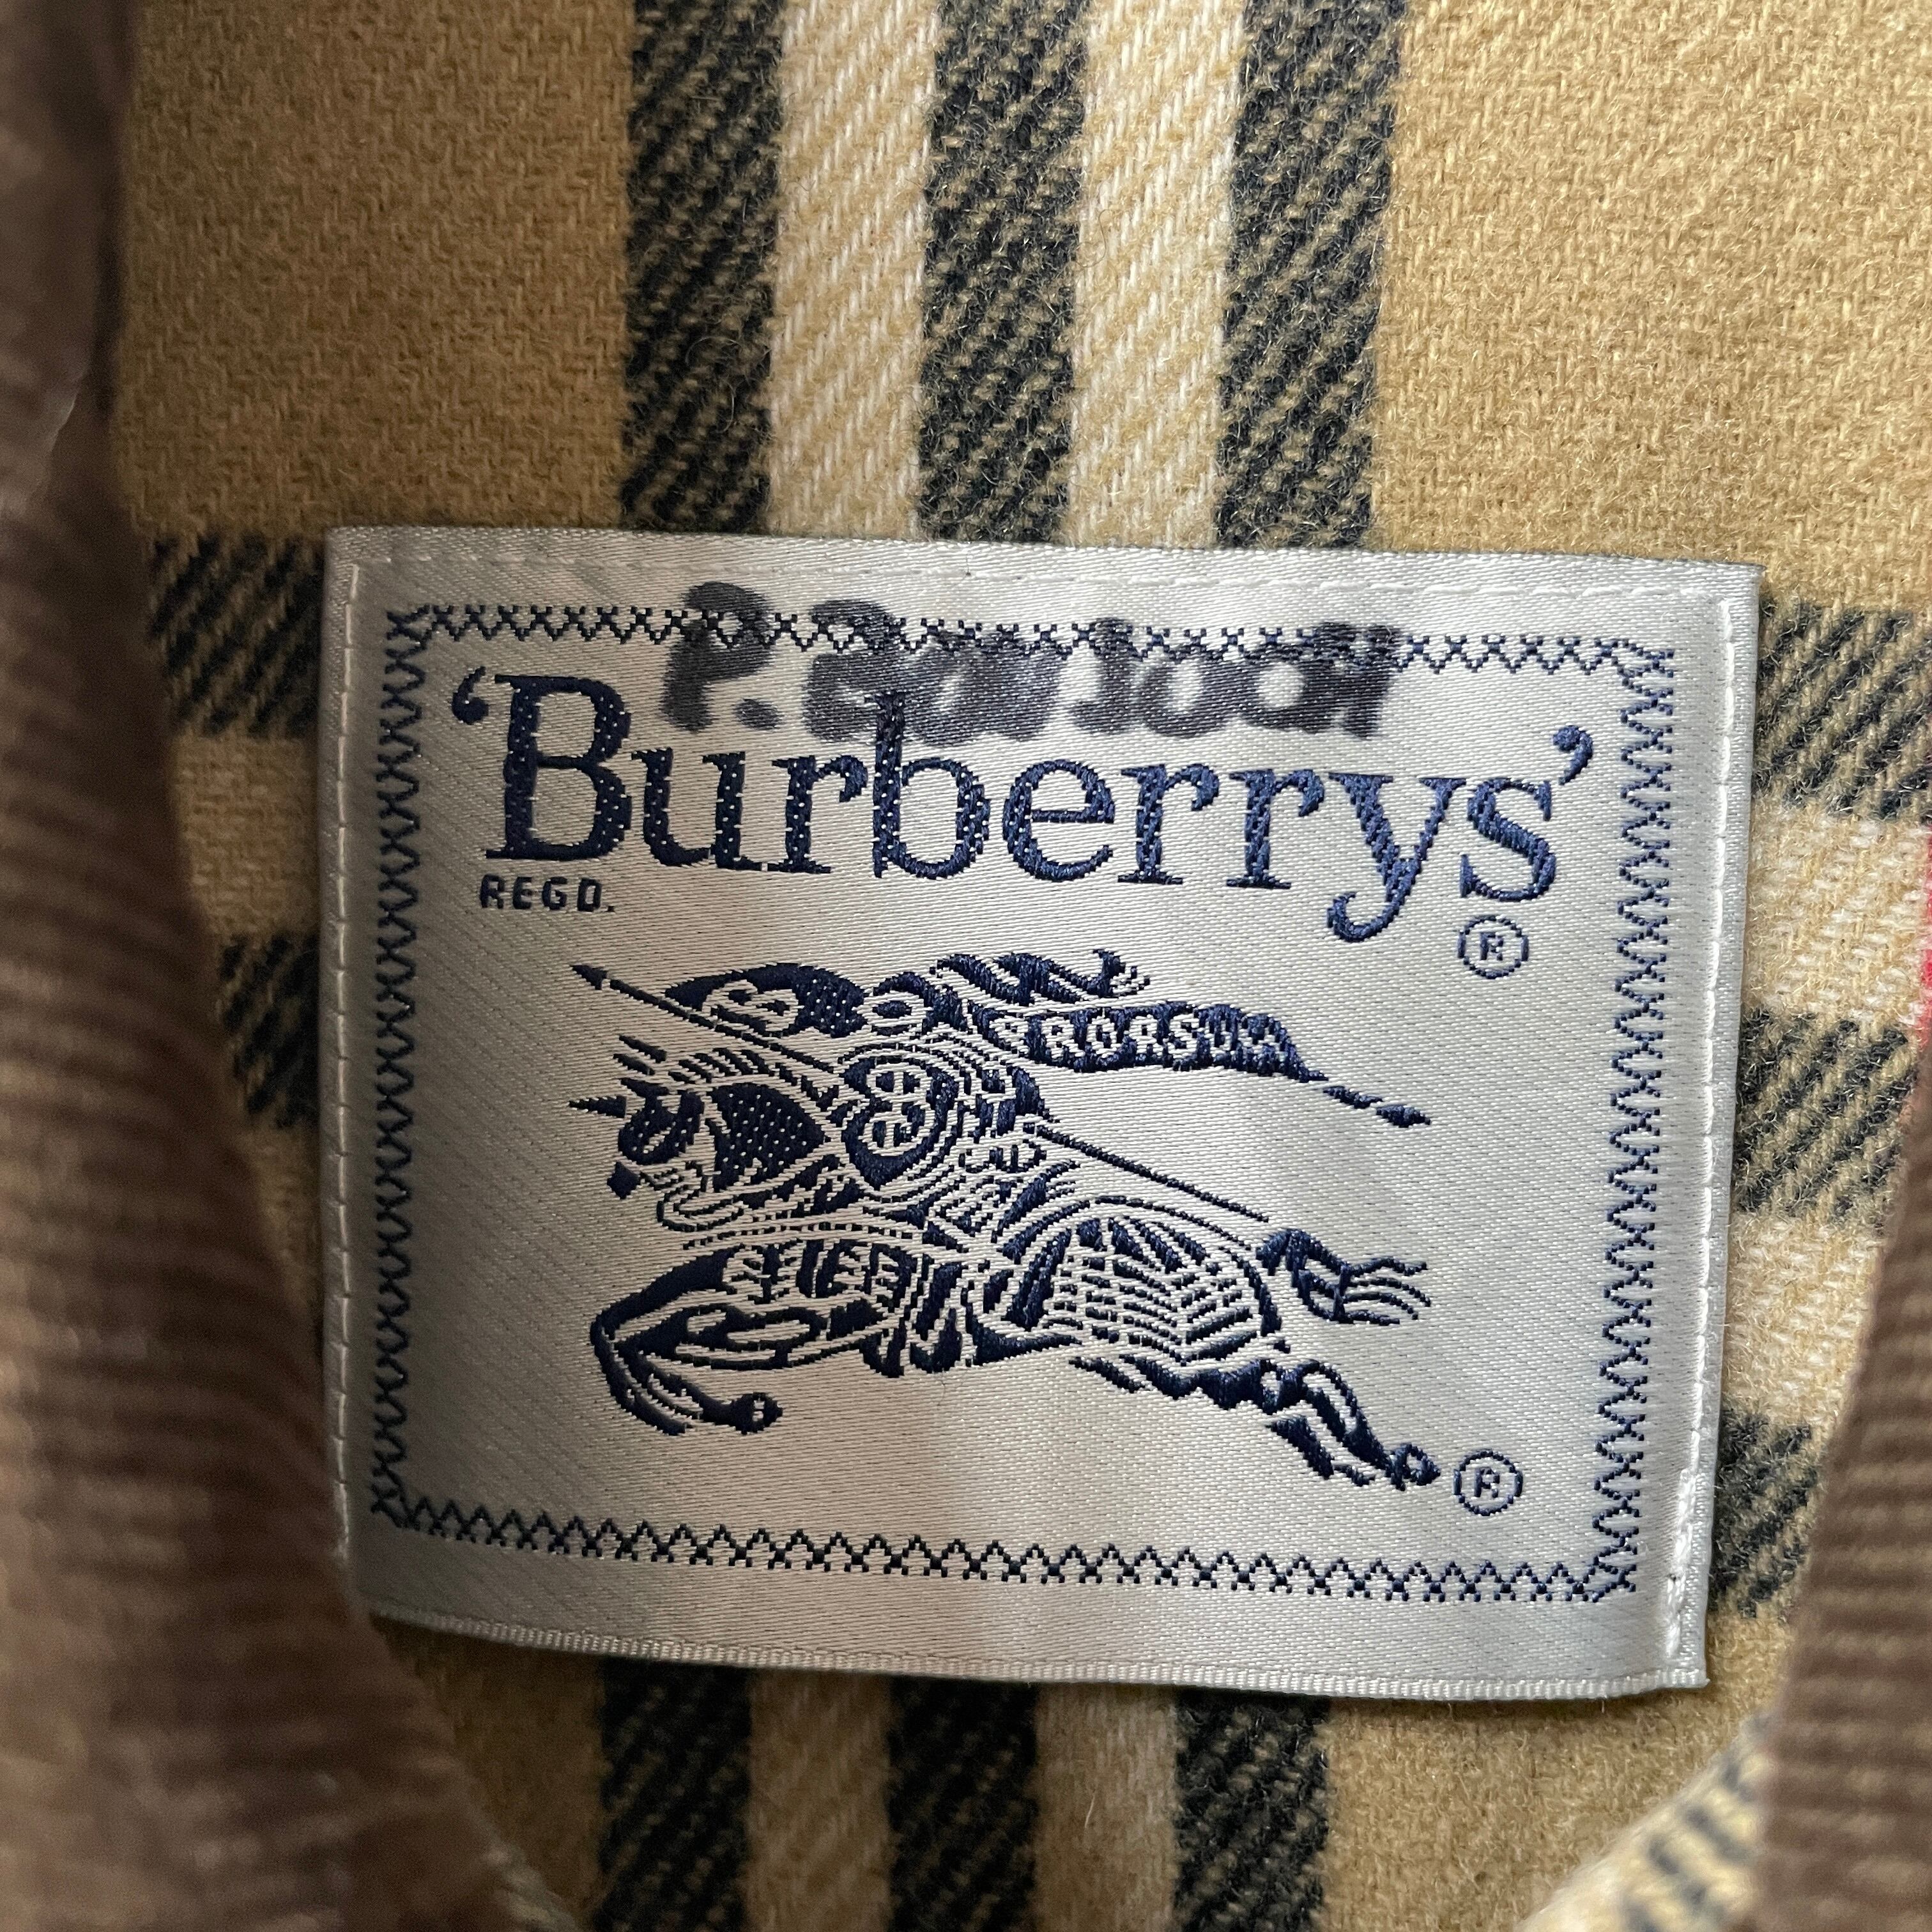 P.
'Burberrys'
REGD.
®
PRORSUM
®